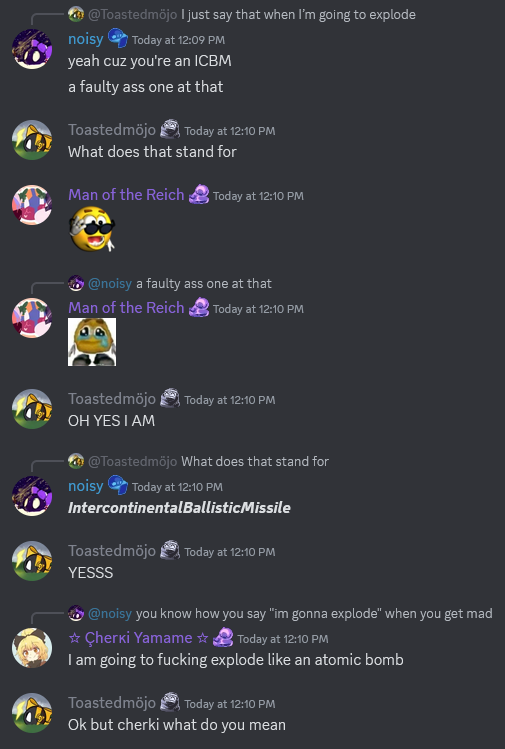 @Toastedmöjo I just say that when I'm going to explode
noisy Today at 12:09 PM
yeah cuz you're an ICBM
a faulty ass one at that
Toastedmöjo Today at 12:10 PM
What does that stand for
Man of the Reich Today at 12:10 PM
@noisy a faulty ass one at that
Man of the Reich Today at 12:10 PM
Toastedmöjo Today at 12:10 PM
OH YES I AM
@Toastedmöjo What does that stand for
noisy Today at 12:10 PM
IntercontinentalBallisticMissile
Toastedmöjo Today at 12:10 PM
YESSS
@noisy you know how you say "im gonna explode" when you get mad
☆ Çherкi Yamame ☆ Today at 12:10 PM
I am going to fucking explode like an atomic bomb
Toastedmöjo Today at 12:10 PM
Ok but cherki what do you mean